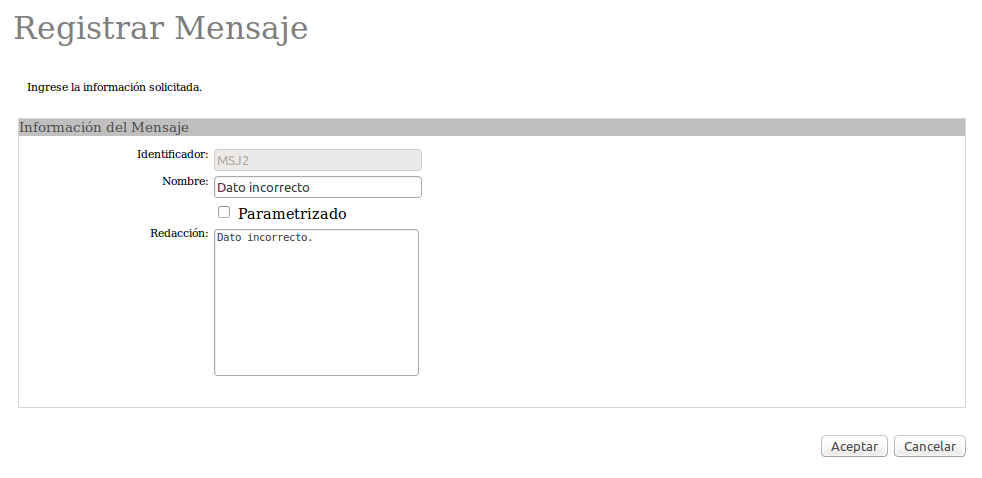 Registrar Mensaje
Ingrese la información solicitada.
Información del Mensaje
Identificador: MSJ2
Nombre: Dato incorrecto
Parametrizado
Redacción: Dato incorrecto.
Aceptar Cancelar